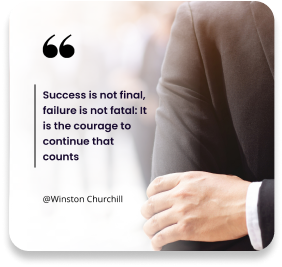 Success is not final,
failure is not fatal: It
is the courage to
continue that
counts
@Winston Churchill